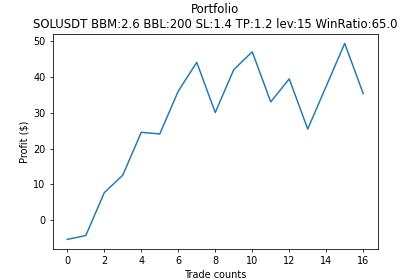 Portfolio
SOLUSDT BBM:2.6 BBL:200 SL:1.4 TP:1.2 lev:15 WinRatio:65.0
50
40
30
20
10
0
Profit ($)
0 2 4 6 8 10 12 14 16
Trade counts